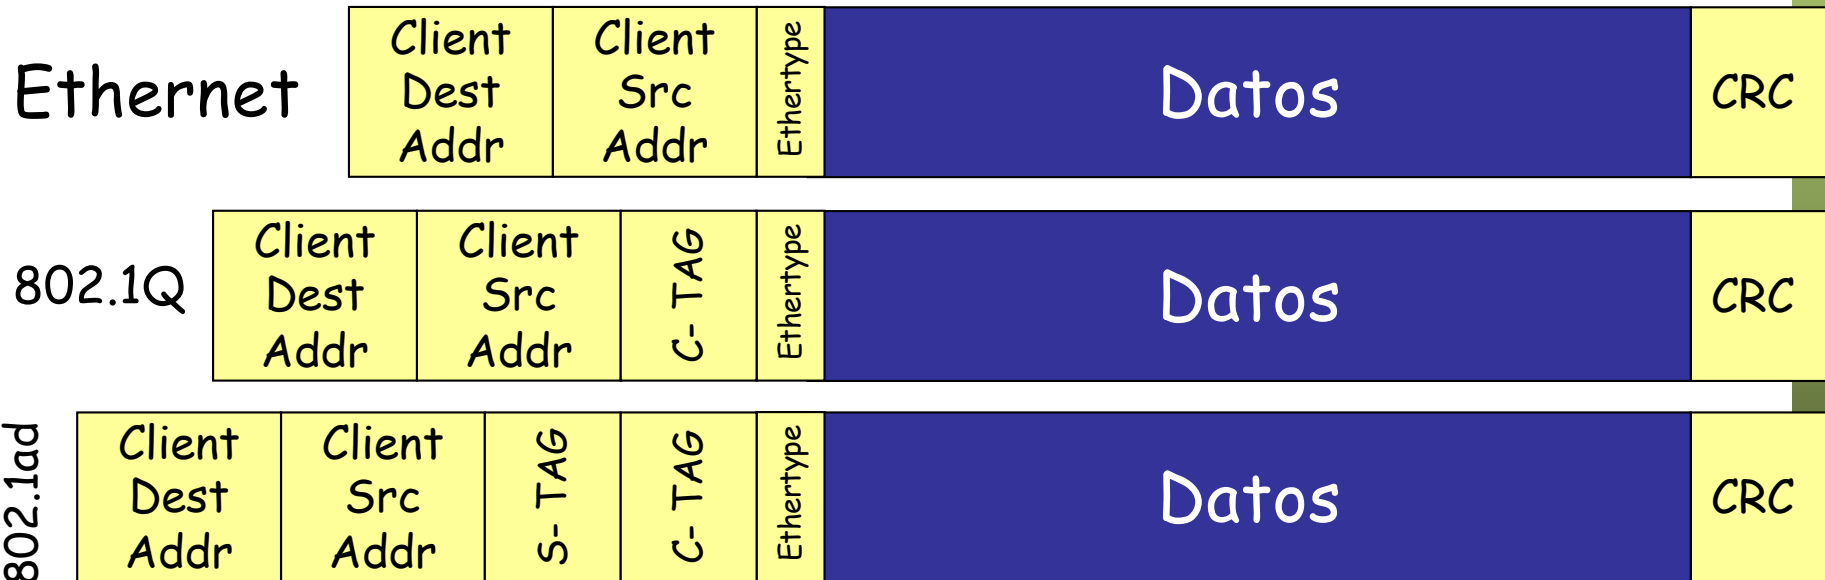 Ethernet
Client Dest Addr
Client Src Addr
Ethertype
Datos
CRC
802.1Q
Client Dest Addr
Client Src Addr
C- TAG
Ethertype
Datos
CRC
802.1ad
Client Dest Addr
Client Src Addr
S- TAG
C- TAG
Ethertype
Datos
CRC